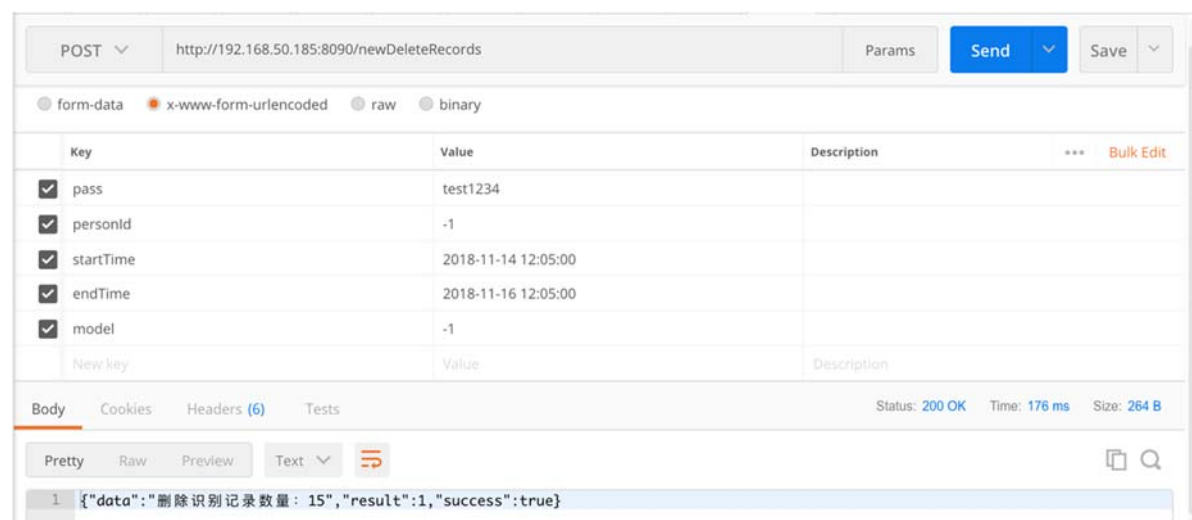 POST http://192.168.50.185:8090/newDeleteRecords Params Send Save
form-data x-www-form-urlencoded raw binary
Key Value Description ••• Bulk Edit
pass test1234
personId -1
startTime 2018-11-14 12:05:00
endTime 2018-11-16 12:05:00
model -1
New key Value Description
Body Cookies Headers (6) Tests Status: 200 OK Time: 176 ms Size: 264 B
Pretty Raw Preview Text
1 {"data":"删除识别记录数量：15","result":1,"success":true}